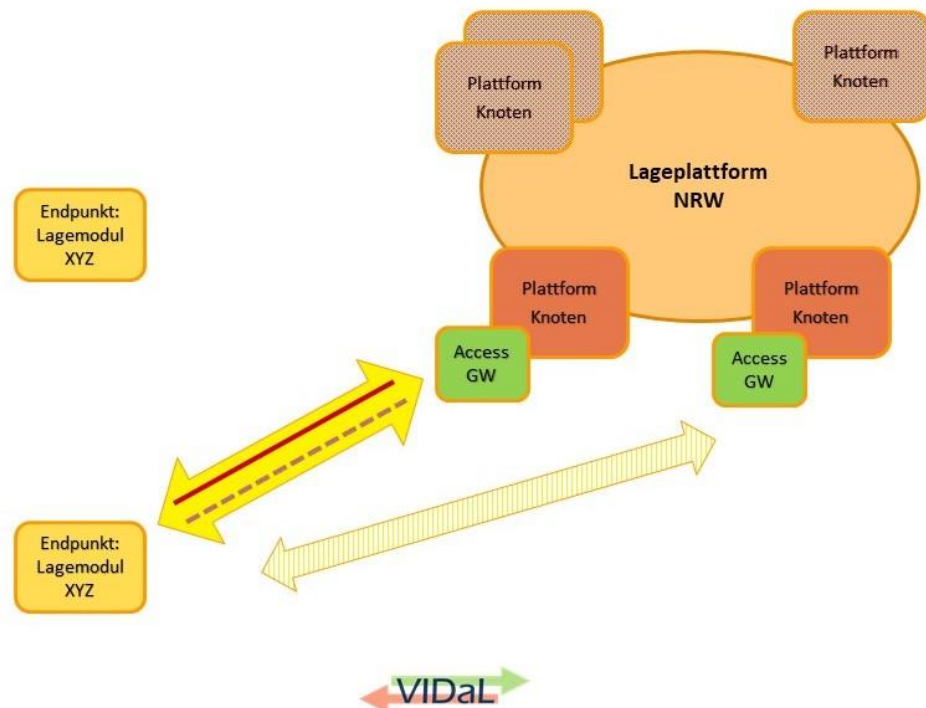 Plattform
Knoten
Plattform
Knoten
Lageplattform
NRW
Endpunkt:
Lagemodul
XYZ
Plattform
Knoten
Plattform
Knoten
Access
GW
Access
GW
Endpunkt:
Lagemodul
XYZ
VIDaL